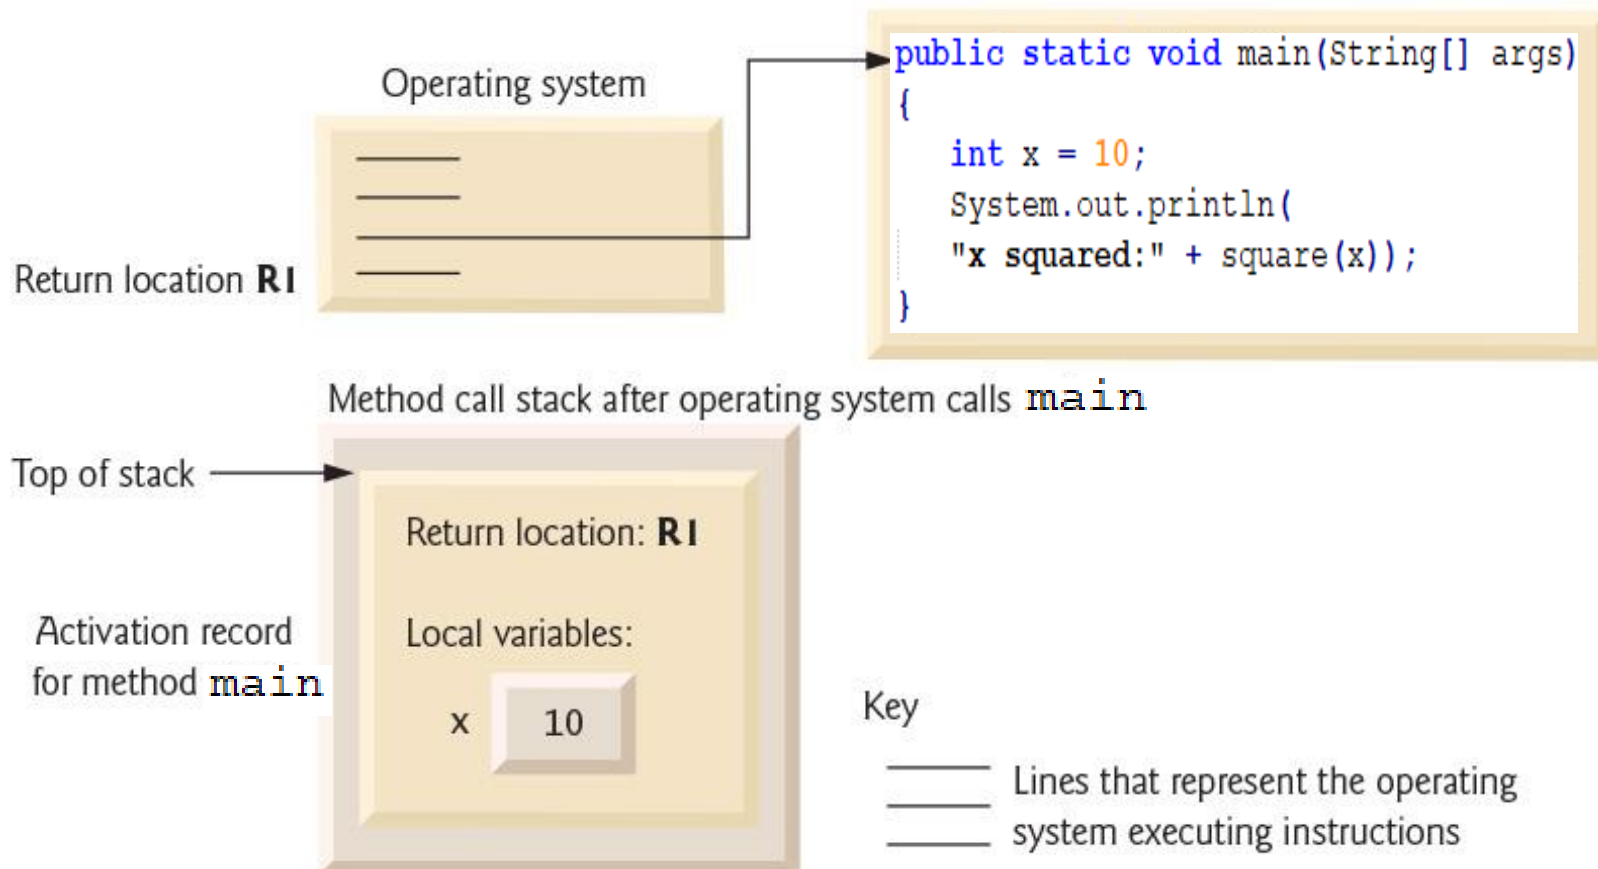 Operating system
Return location R1
public static void main(String[] args)
{
int x = 10;
System.out.println(
"x squared:" + square(x));
}
Method call stack after operating system calls main
Top of stack
Return location: R1
Activation record
for method main
Local variables:
x 10
Key
Lines that represent the operating
system executing instructions